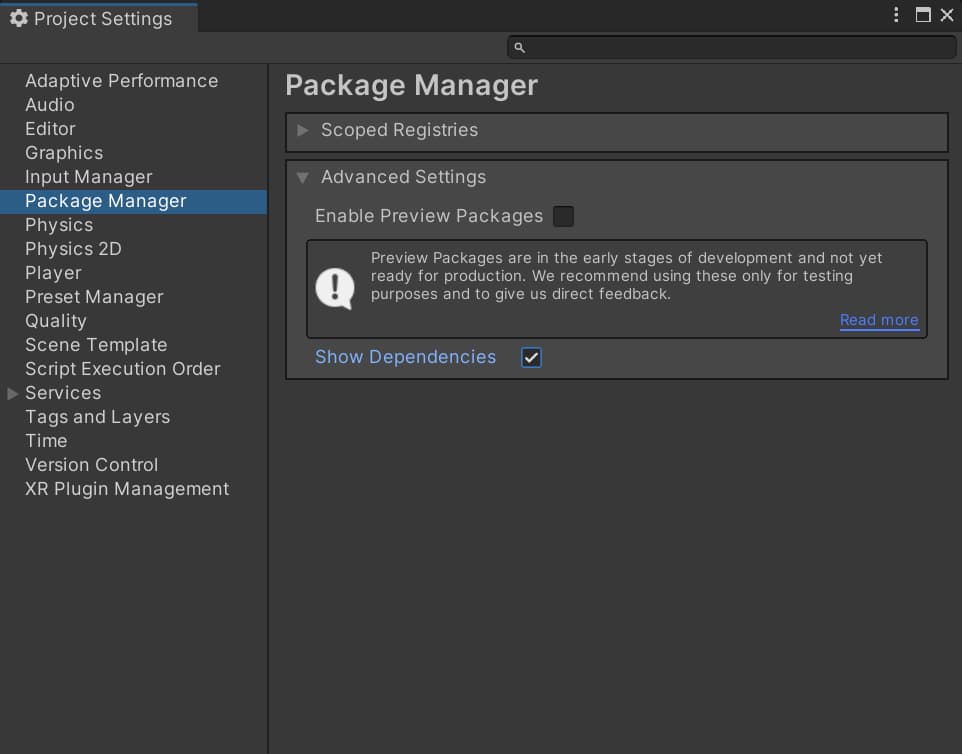 Project Settings
Adaptive Performance
Audio
Editor
Graphics
Input Manager
Package Manager
Physics
Physics 2D
Player
Preset Manager
Quality
Scene Template
Script Execution Order
Services
Tags and Layers
Time
Version Control
XR Plugin Management
Package Manager
Scoped Registries
Advanced Settings
Enable Preview Packages
Preview Packages are in the early stages of development and not yet
ready for production. We recommend using these only for testing
purposes and to give us direct feedback.
Read more
Show Dependencies